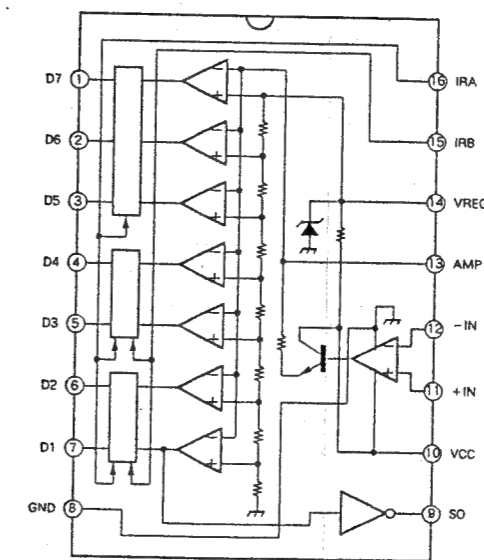 D7 1
D6 2
D5 3
D4 4
D3 5
D2 6
D1 7
GND 8
16 IRA
15 IRB
14 VREG
13 AMP
12 −IN
11 +IN
10 VCC
9 SO
− +
− +
− +
− +
− +
− +
− +
− +